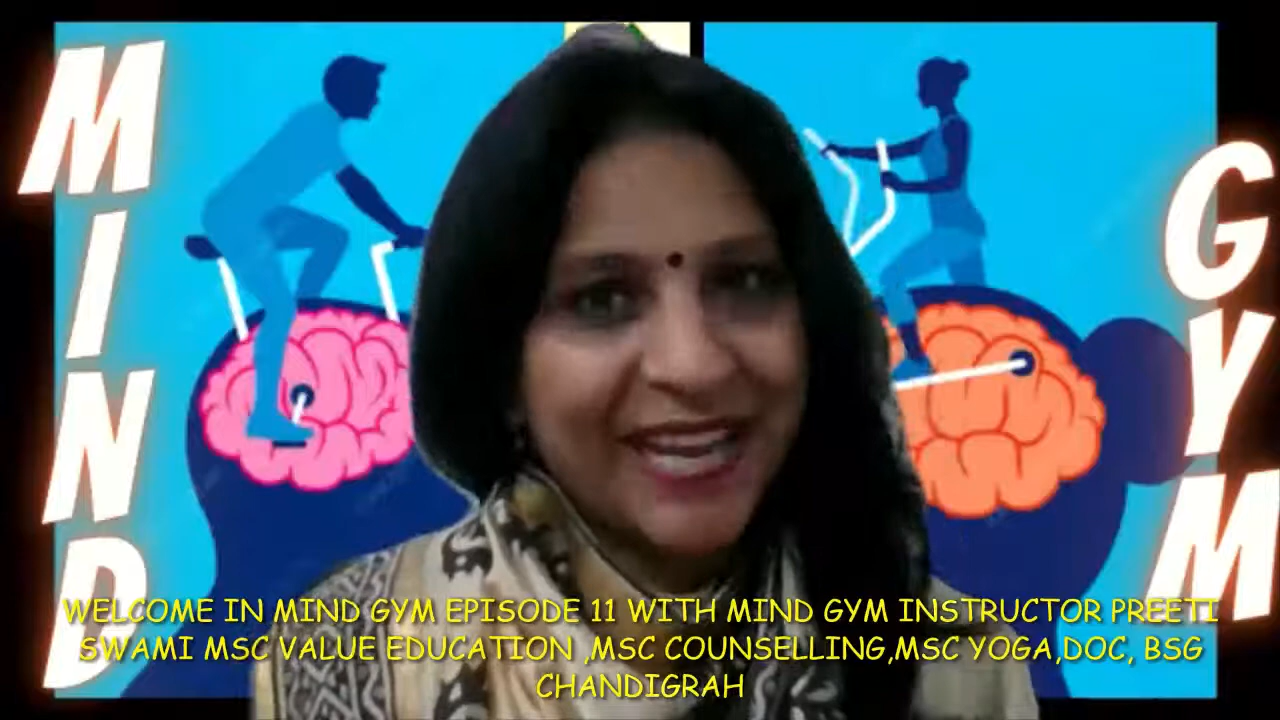 MIND
GYM
WELCOME IN MIND GYM EPISODE 11 WITH MIND GYM INSTRUCTOR PREETI
SWAMI MSC VALUE EDUCATION ,MSC COUNSELLING,MSC YOGA,DOC, BSG
CHANDIGRAH